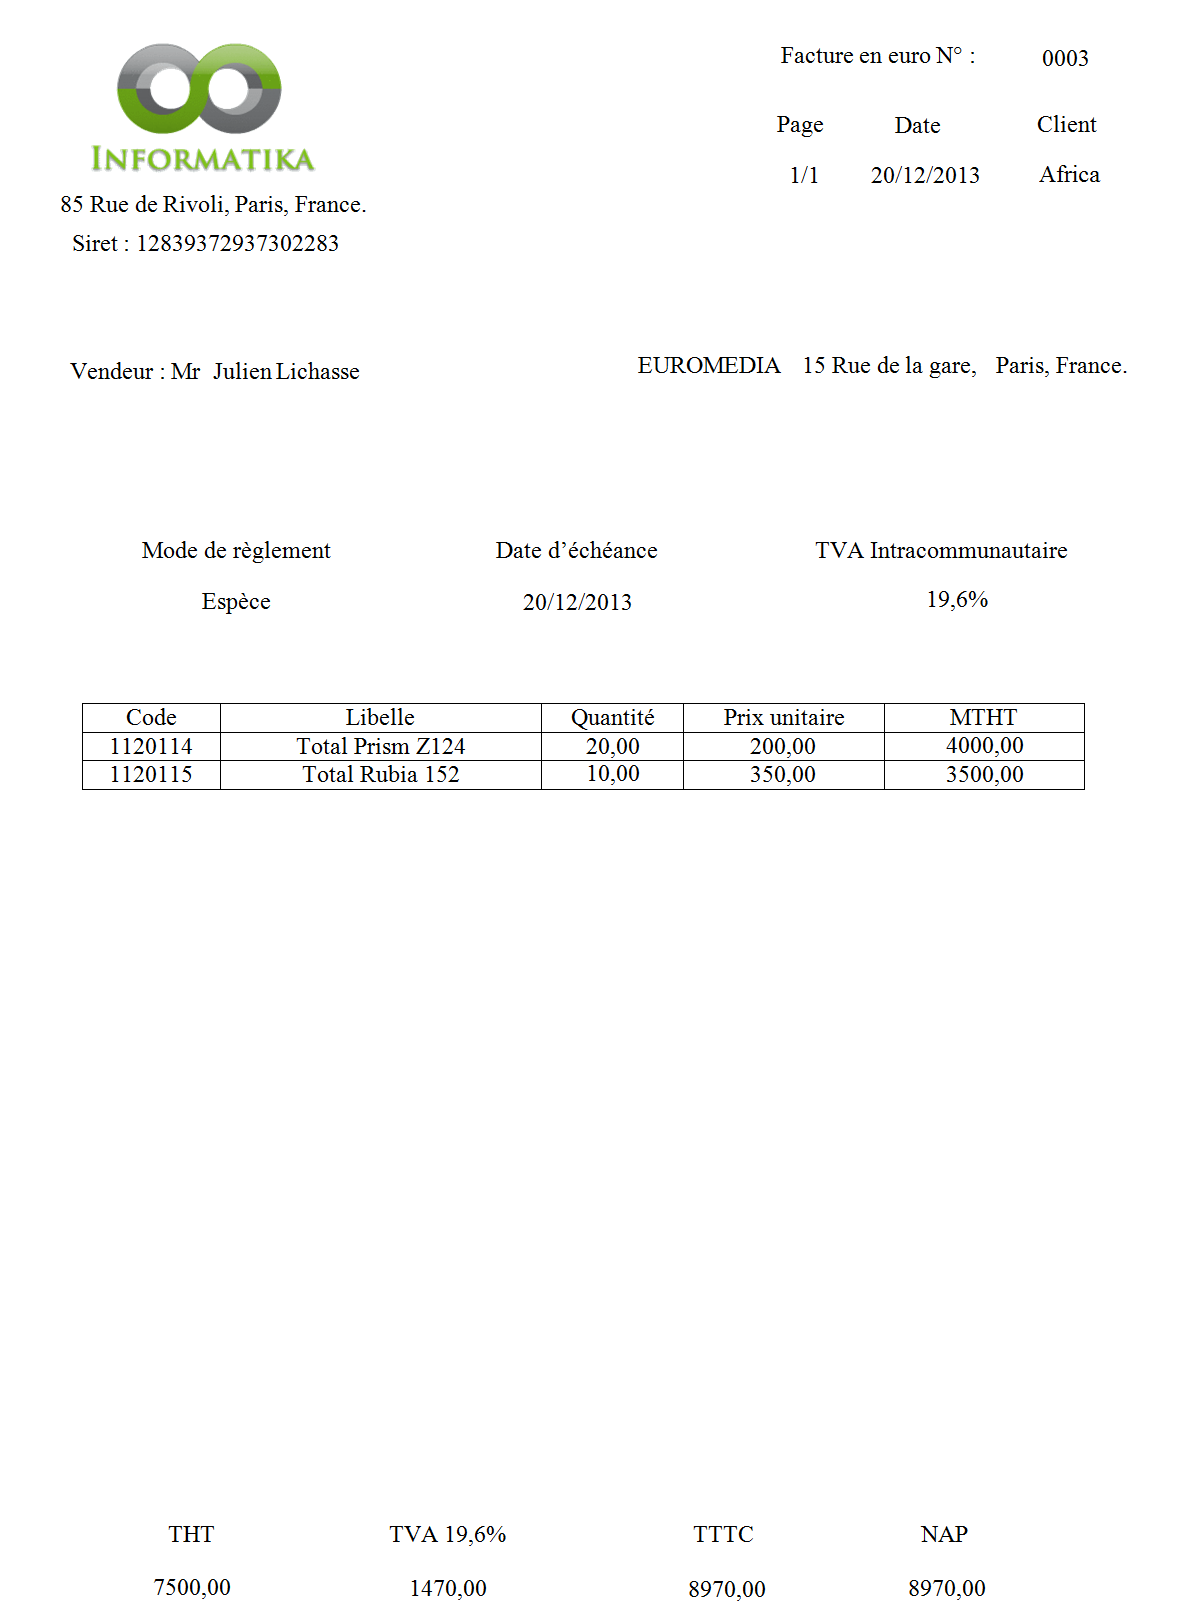 Facture en euro N° : 0003
INFORMATIKA
Page Date Client
1/1 20/12/2013 Africa
85 Rue de Rivoli, Paris, France.
Siret : 12839372937302283
Vendeur : Mr Julien Lichasse
EUROMEDIA 15 Rue de la gare, Paris, France.
Mode de règlement Date d’échéance TVA Intracommunautaire
Espèce 20/12/2013 19,6%
Code Libelle Quantité Prix unitaire MTHT
1120114 Total Prism Z124 20,00 200,00 4000,00
1120115 Total Rubia 152 10,00 350,00 3500,00
THT TVA 19,6% TTTC NAP
7500,00 1470,00 8970,00 8970,00